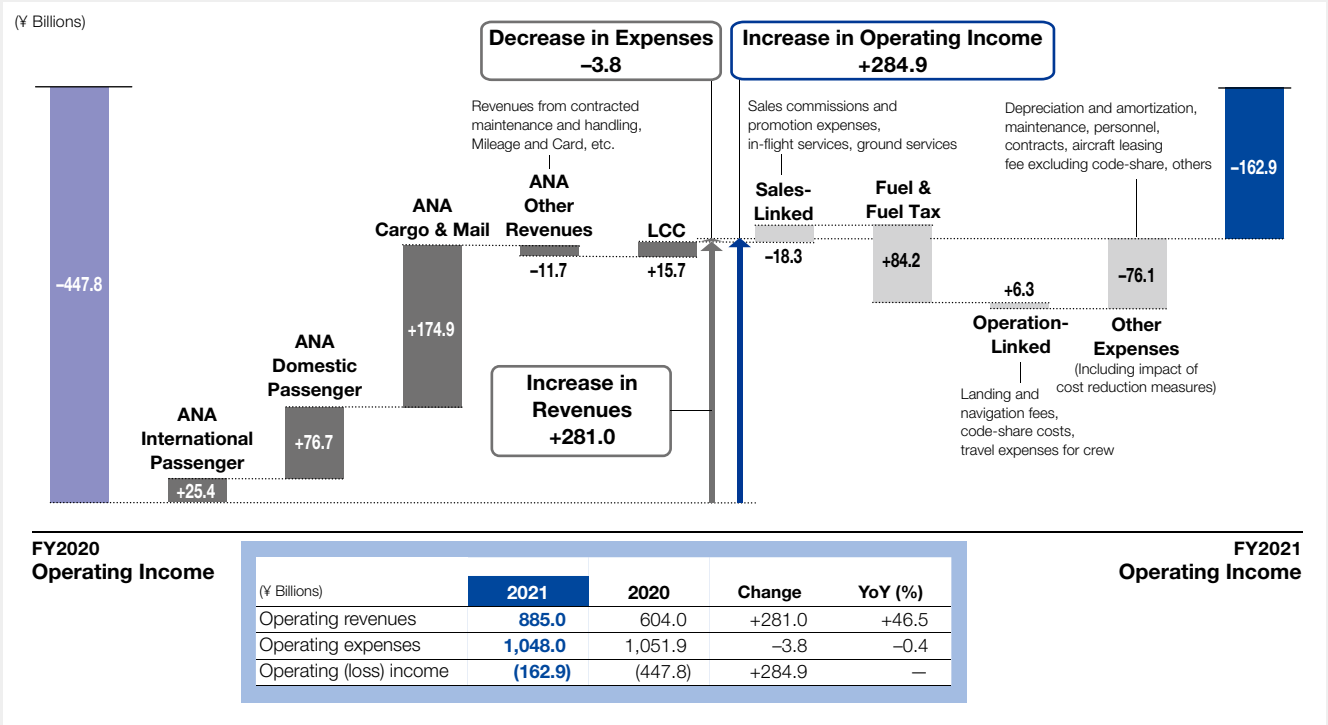 (¥ Billions)
Decrease in Expenses
–3.8
Increase in Operating Income
+284.9
Revenues from contracted
maintenance and handling,
Mileage and Card, etc.
Sales commissions and
promotion expenses,
in-flight services, ground services
Depreciation and amortization,
maintenance, personnel,
contracts, aircraft leasing
fee excluding code-share, others
–447.8
ANA
International
Passenger
+25.4
ANA
Domestic
Passenger
+76.7
ANA
Cargo & Mail
+174.9
ANA
Other
Revenues
–11.7
LCC
+15.7
Increase in
Revenues
+281.0
Sales-
Linked
–18.3
Fuel &
Fuel Tax
+84.2
+6.3
Operation-
Linked
Landing and
navigation fees,
code-share costs,
travel expenses for crew
–76.1
Other
Expenses
(Including impact of
cost reduction measures)
–162.9
FY2020
Operating Income
FY2021
Operating Income
(¥ Billions) 2021 2020 Change YoY (%)
Operating revenues 885.0 604.0 +281.0 +46.5
Operating expenses 1,048.0 1,051.9 –3.8 –0.4
Operating (loss) income (162.9) (447.8) +284.9 —